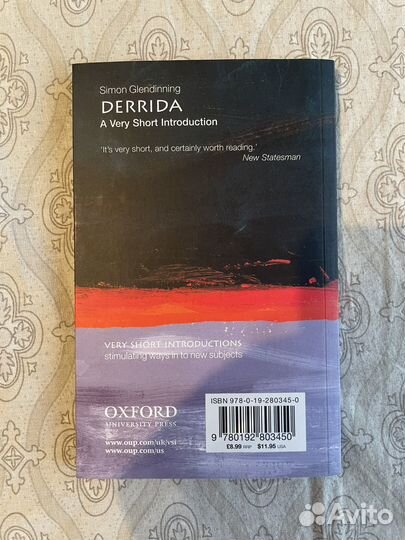 Simon Glendinning
DERRIDA
A Very Short Introduction
'It's very short, and certainly worth reading.'
New Statesman
VERY SHORT INTRODUCTIONS
stimulating ways in to new subjects
OXFORD
UNIVERSITY PRESS
www.oup.com/uk/vsi
www.oup.com/us
ISBN 978-0-19-280345-0
9 780192 803450
£8.99 RRP $11.95 USA
Avito